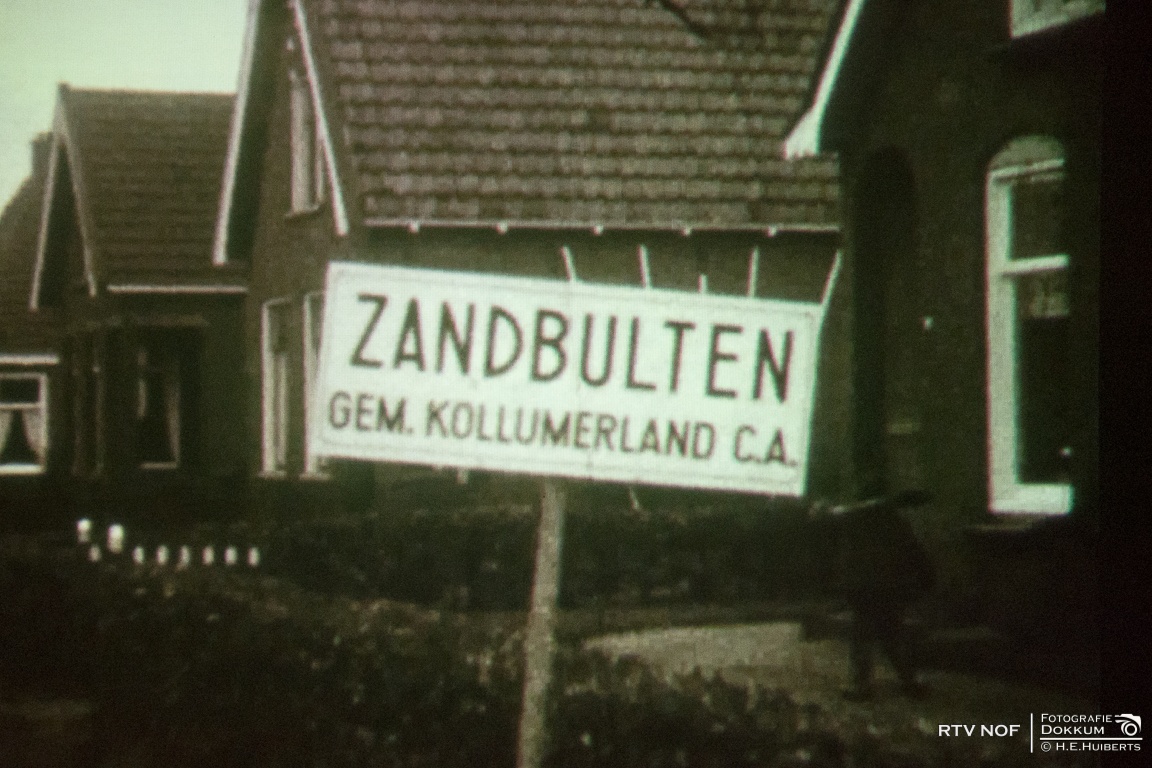 ZANDBULTEN
GEM. KOLLUMERLAND C.A.
RTV NOF
FOTOGRAFIE
DOKKUM
© H.E.HUIBERTS